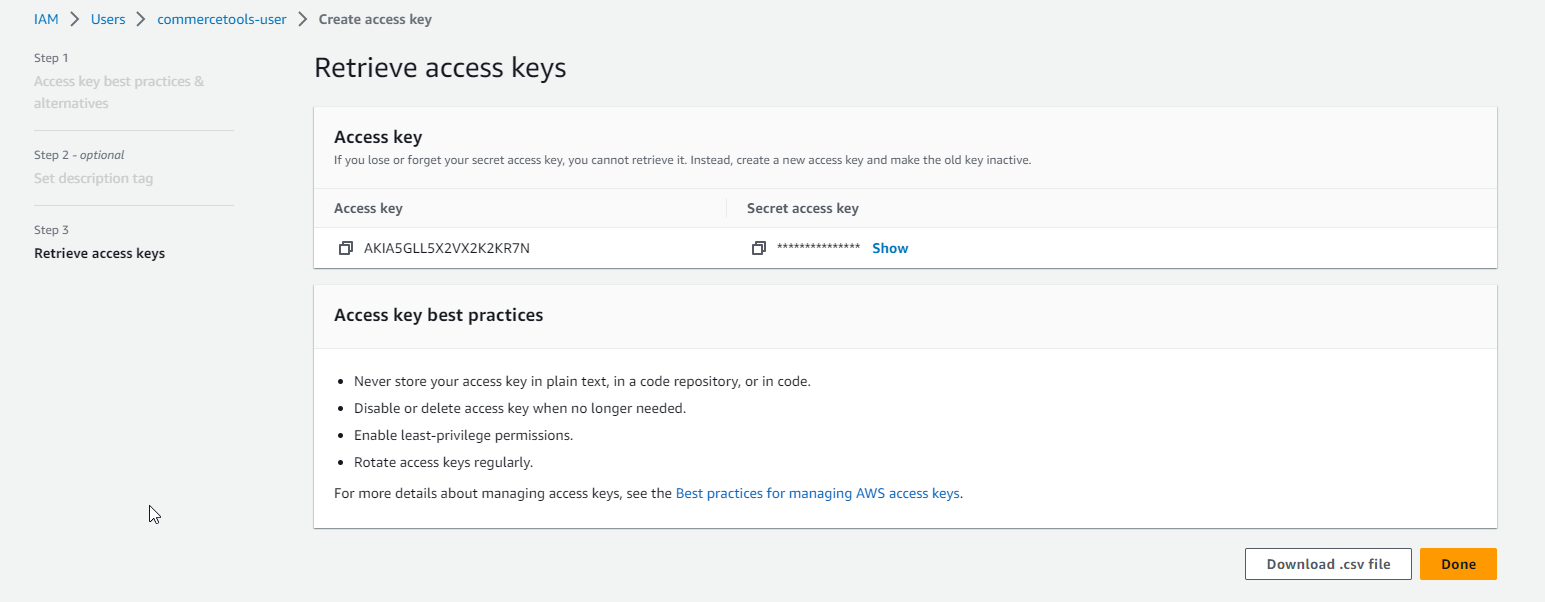 IAM > Users > commercetools-user > Create access key
Step 1
Access key best practices &
alternatives
Step 2 - optional
Set description tag
Step 3
Retrieve access keys
Retrieve access keys
Access key
If you lose or forget your secret access key, you cannot retrieve it. Instead, create a new access key and make the old key inactive.
Access key Secret access key
AKIA5GLL5X2VX2K2KR7N *************** Show
Access key best practices
• Never store your access key in plain text, in a code repository, or in code.
• Disable or delete access key when no longer needed.
• Enable least-privilege permissions.
• Rotate access keys regularly.
For more details about managing access keys, see the Best practices for managing AWS access keys.
Download .csv file Done